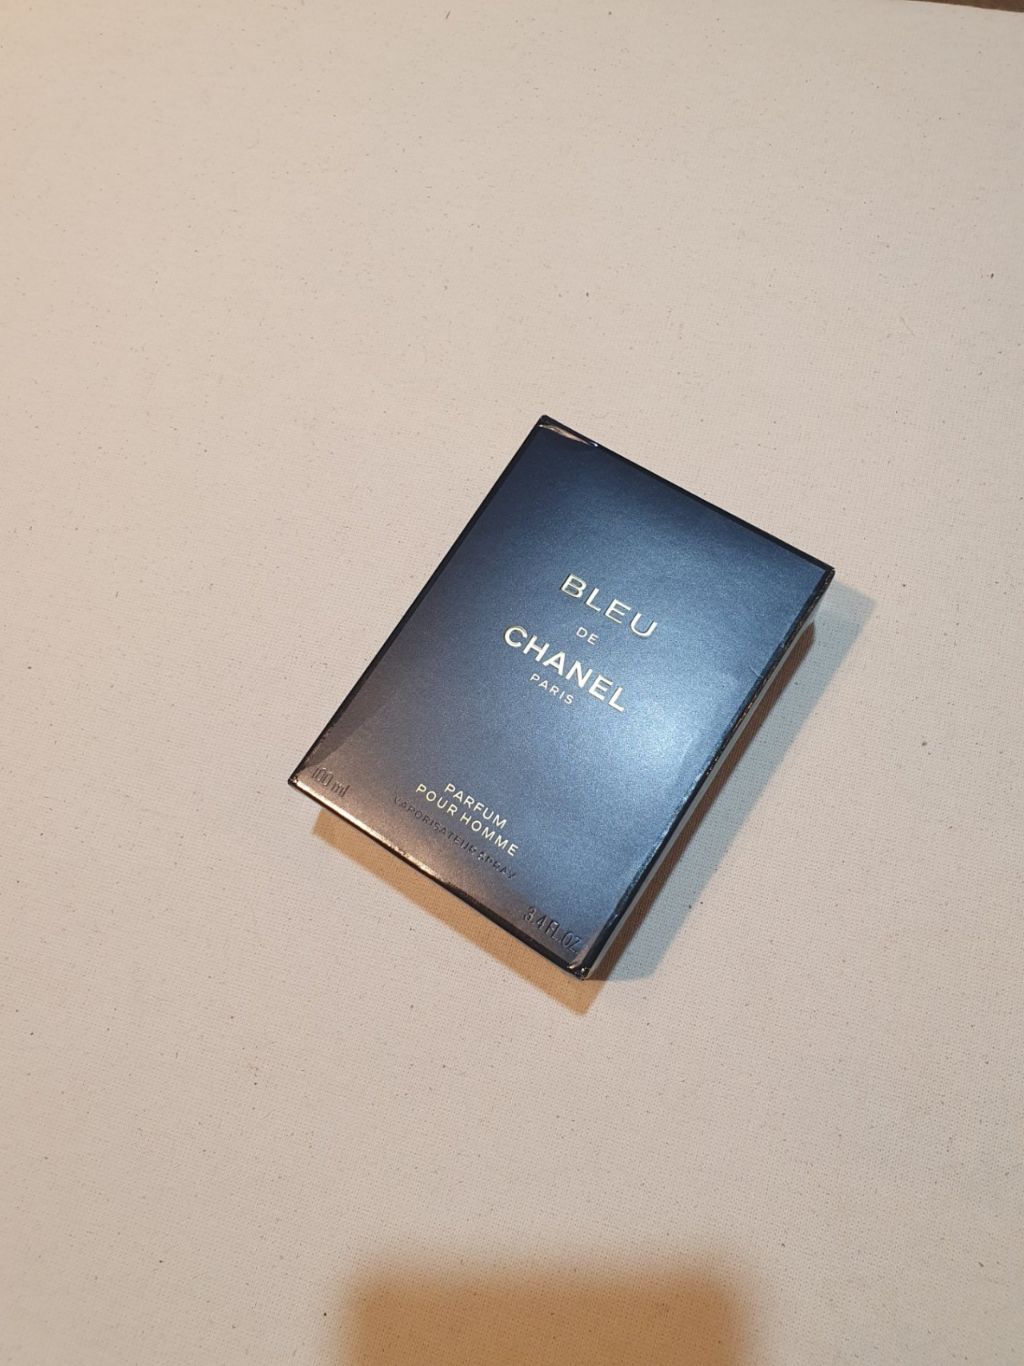 BLEU
DE
CHANEL
PARIS
PARFUM
POUR HOMME
VAPORISATEUR SPRAY
100 ml
3.4 FL. OZ